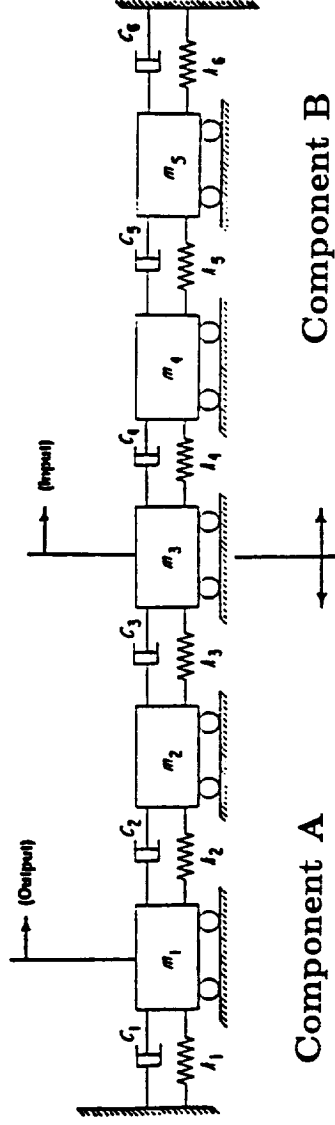 (Output)
(Input)
C₁ C₂ C₃ C₄ C₅ C₆
m₁ m₂ m₃ m₄ m₅
k₁ k₂ k₃ k₄ k₅ k₆
Component A
Component B